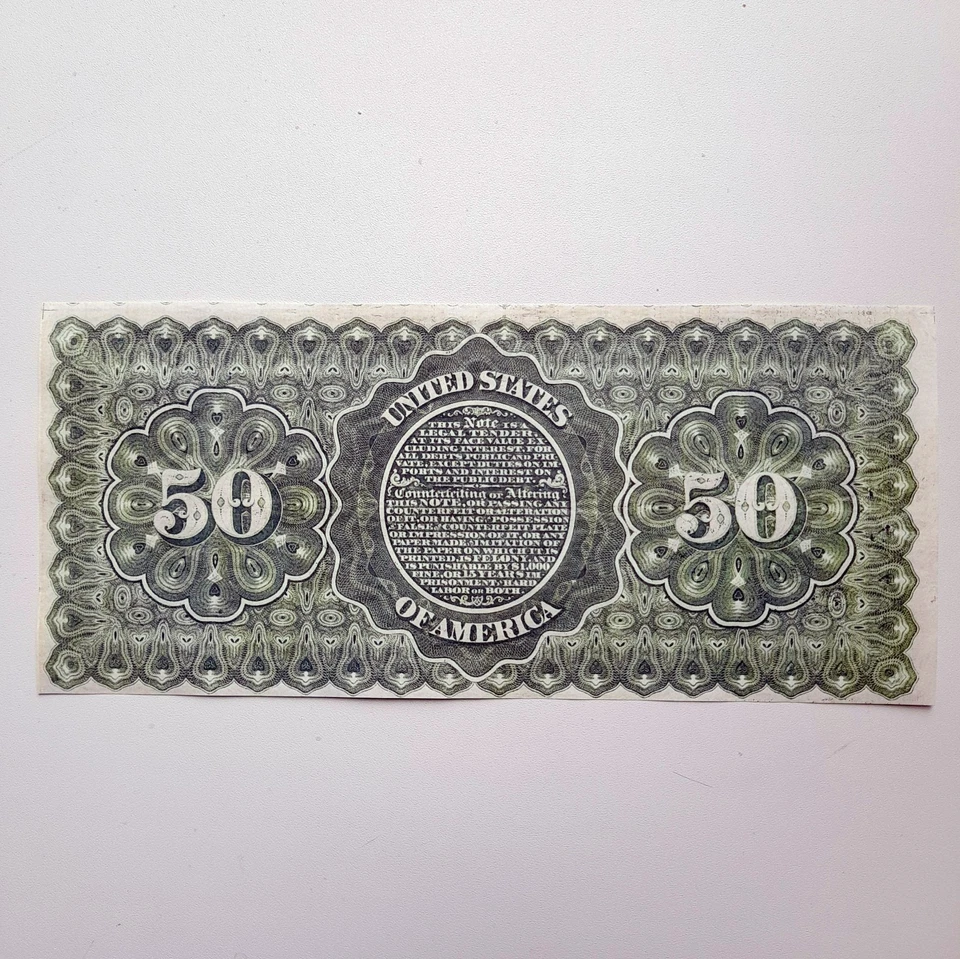 UNITED STATES
50
50
THIS Note IS A
LEGAL TENDER
AT ITS FACE VALUE EX
CLUDING INTEREST, FOR
ALL DEBTS PUBLIC AND PRI
VATE, EXCEPT DUTIES ON IM
PORTS AND INTEREST ON
THE PUBLIC DEBT.
Counterfeiting or Altering
THIS NOTE, OR PASSING ANY
COUNTERFEIT OR ALTERATION
OF IT, OR HAVING IN POSSESSION
A FALSE OR COUNTERFEIT PLATE
OR IMPRESSION OF IT, OR ANY
PAPER MADE IN IMITATION OF
THE PAPER ON WHICH IT IS
PRINTED, IS FELONY, AND
IS PUNISHABLE BY $1,000
FINE, OR 15 YEARS IM
PRISONMENT AT HARD
LABOR OR BOTH.
OF AMERICA